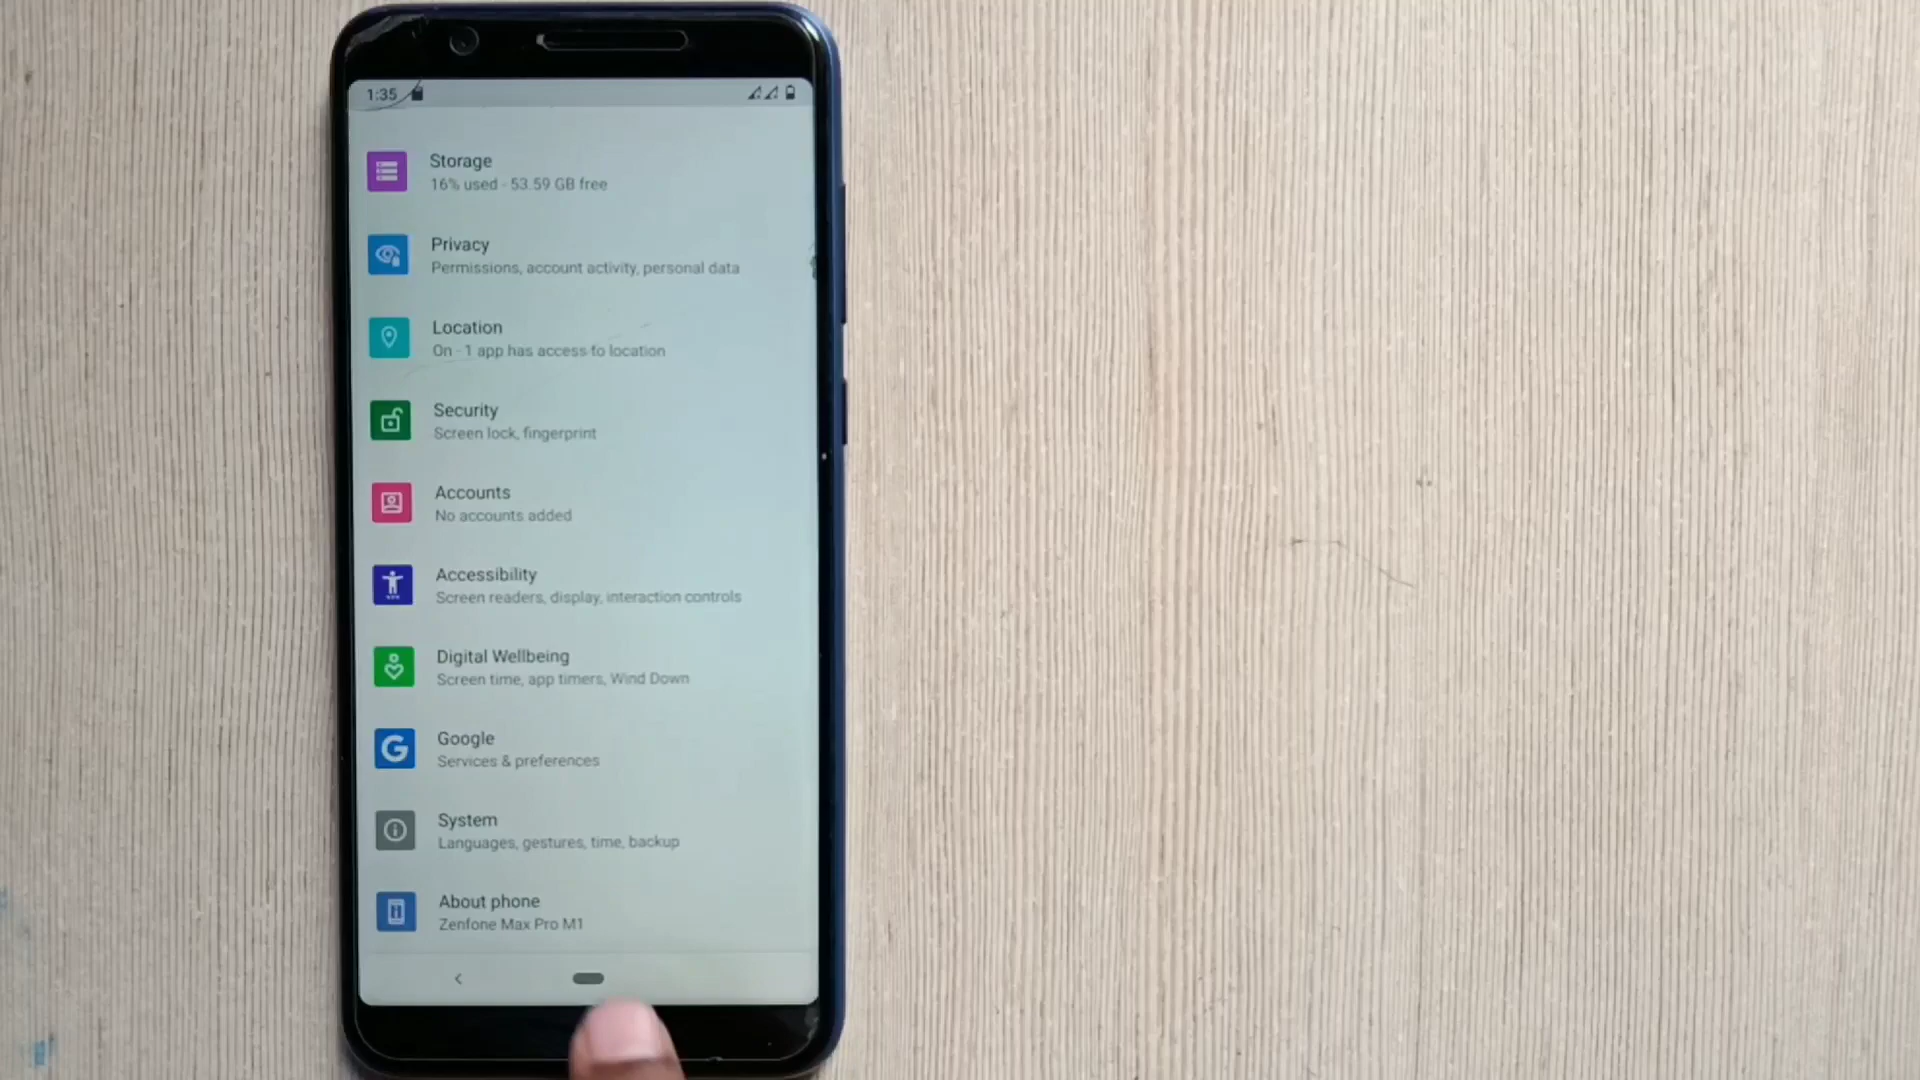 1:35
Storage
16% used - 53.59 GB free
Privacy
Permissions, account activity, personal data
Location
On - 1 app has access to location
Security
Screen lock, fingerprint
Accounts
No accounts added
Accessibility
Screen readers, display, interaction controls
Digital Wellbeing
Screen time, app timers, Wind Down
Google
Services & preferences
System
Languages, gestures, time, backup
About phone
Zenfone Max Pro M1